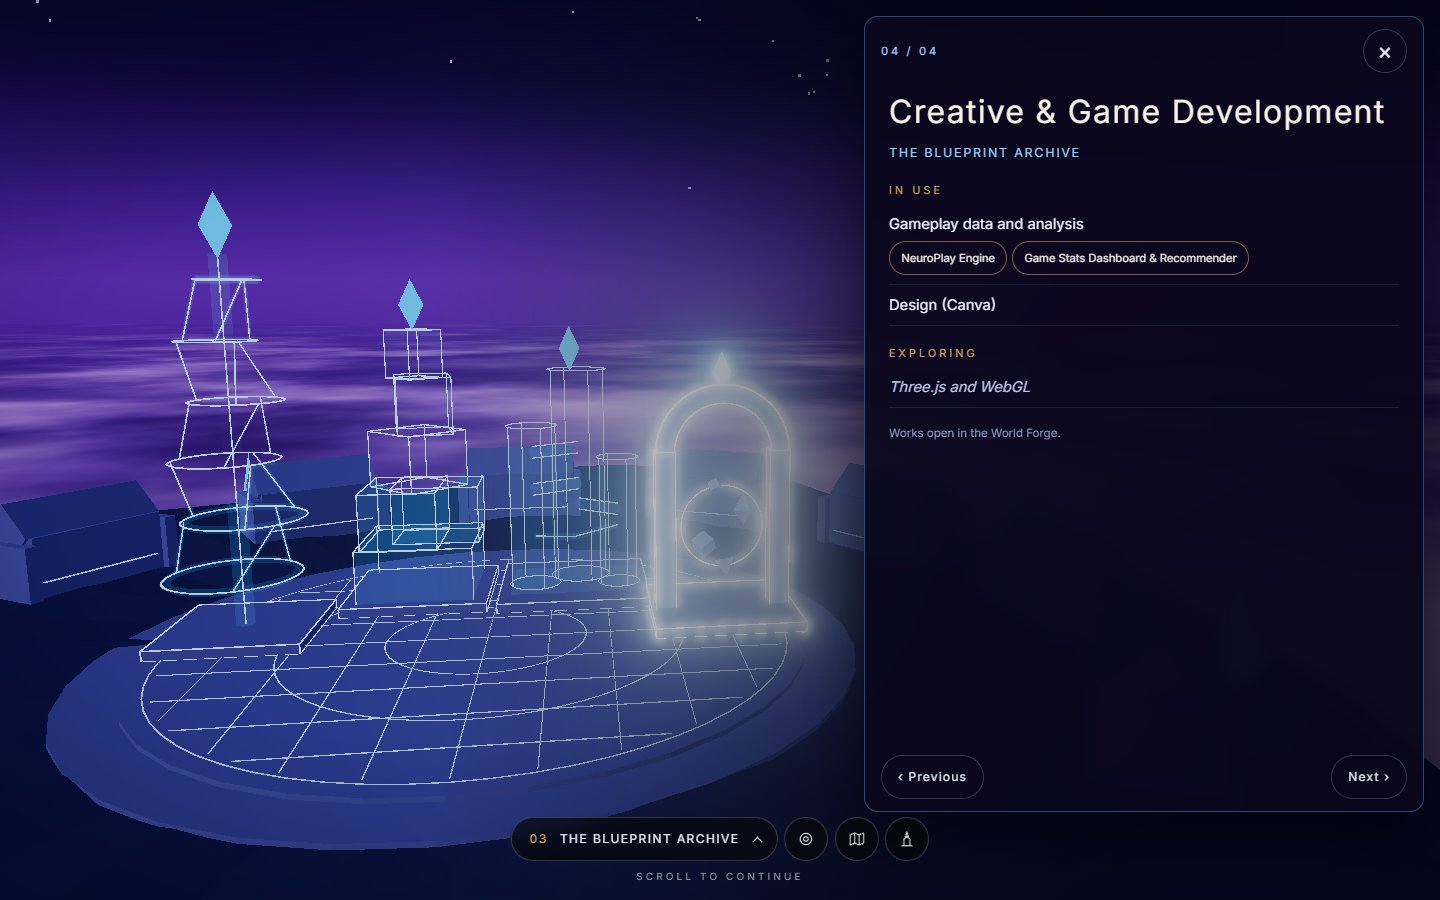 04 / 04
×
Creative & Game Development
THE BLUEPRINT ARCHIVE
IN USE
Gameplay data and analysis
NeuroPlay Engine
Game Stats Dashboard & Recommender
Design (Canva)
EXPLORING
Three.js and WebGL
Works open in the World Forge.
‹ Previous
Next ›
03 THE BLUEPRINT ARCHIVE
SCROLL TO CONTINUE